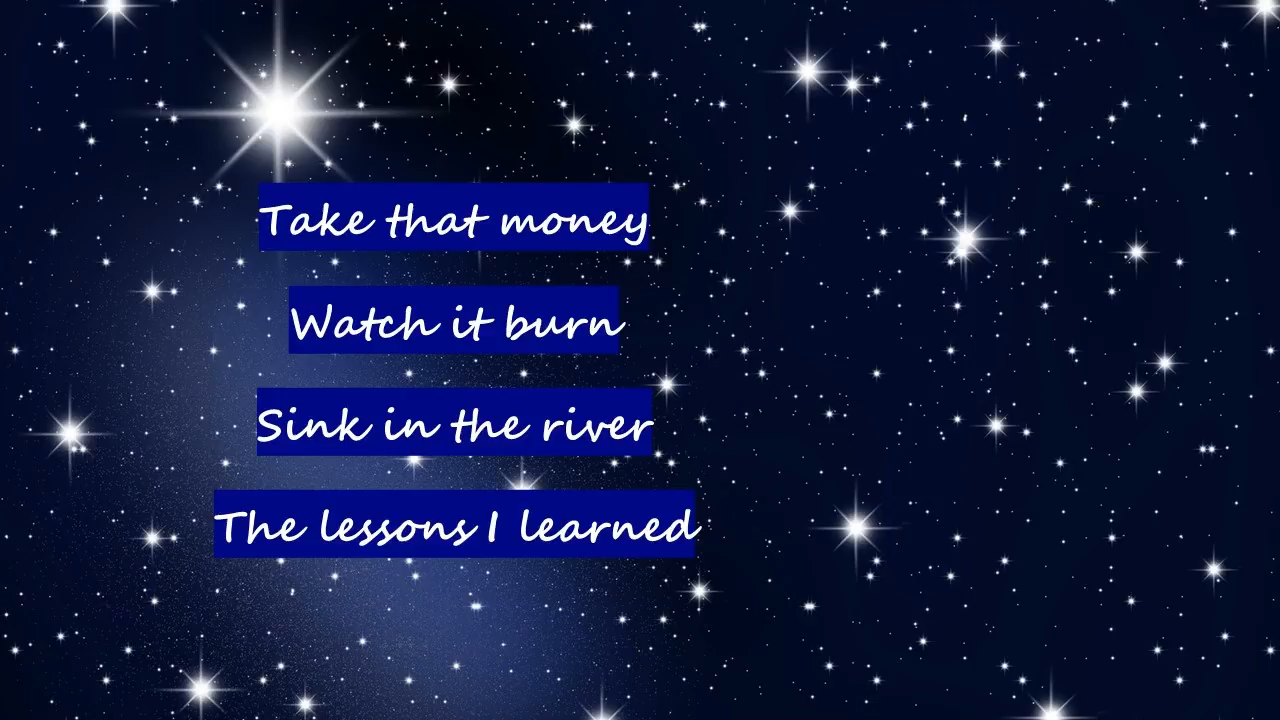 Take that money
Watch it burn
Sink in the river
The lessons I learned